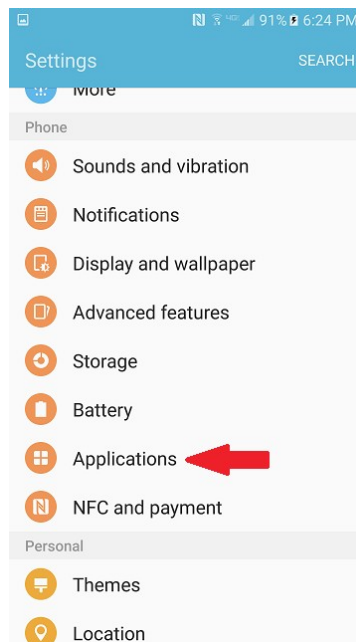 91% 6:24 PM
Settings SEARCH
More
Phone
Sounds and vibration
Notifications
Display and wallpaper
Advanced features
Storage
Battery
Applications
NFC and payment
Personal
Themes
Location